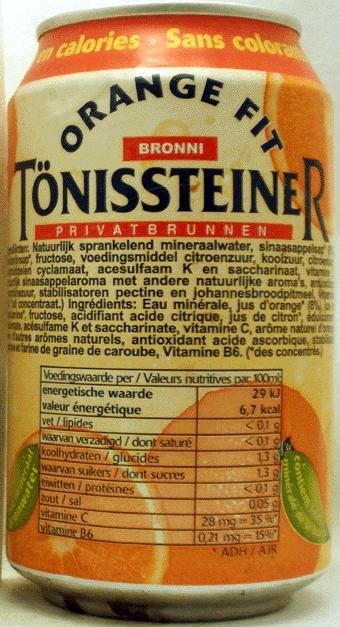 en calories · Sans colora
ORANGE FIT
BRONNI
TÖNISSTEINER
PRIVATBRUNNEN
Natuurlijk sprankelend mineraalwater, sinaasappelsap*
fructose, voedingsmiddel citroenzuur, koolzuur,
cyclamaat, acesulfaam K en saccharinaat, vitamine
sinaasappelaroma met andere natuurlijke aroma's,
stabilisatoren pectine en johannesbroodpitmeel,
concentraat.) Ingrédients: Eau minérale, jus d'orange* (8%),
fructose, acidifiant acide citrique, jus de citron*,
acésulfame K et saccharinate, vitamine C, arôme naturel
d'autres arômes naturels, antioxidant acide ascorbique,
et farine de graine de caroube, Vitamine B6. (*des concentrés)
Voedingswaarde per / Valeurs nutritives par 100ml
energetische waarde 29 kJ
valeur énergétique 6,7 kcal
vet / lipides < 0,1 g
waarvan verzadigd / dont saturé < 0,1 g
koolhydraten / glucides 1,3 g
waarvan suikers / dont sucres 1,3 g
eiwitten / protéines < 0,1 g
zout / sal 0,05 g
vitamine C 28 mg = 35 %*
vitamine B6 0,21 mg = 15%*
* ADH / AJR